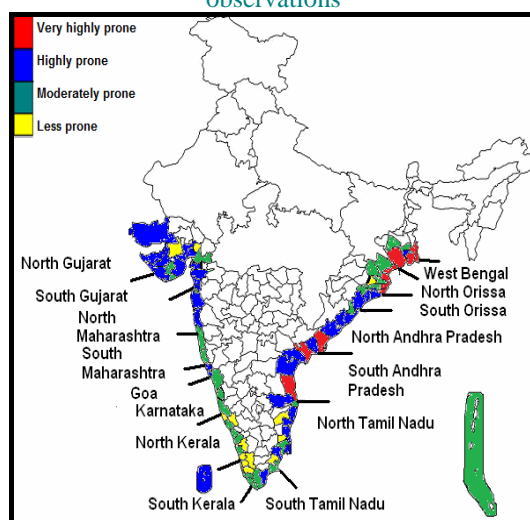 observations
Very highly prone
Highly prone
Moderately prone
Less prone
North Gujarat
South Gujarat
North
Maharashtra
South
Maharashtra
Goa
Karnataka
North Kerala
South Kerala
South Tamil Nadu
West Bengal
North Orissa
South Orissa
North Andhra Pradesh
South Andhra
Pradesh
North Tamil Nadu